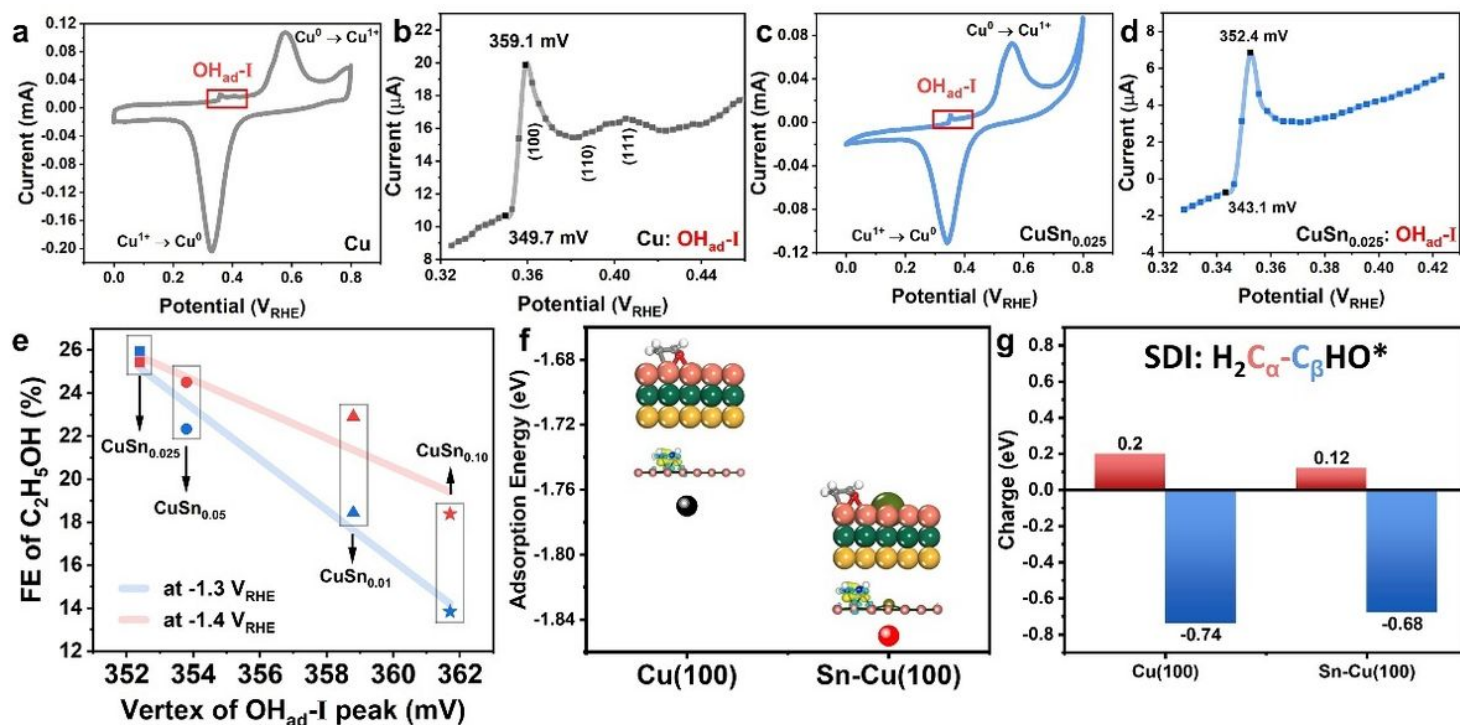 a
Current (mA)
0.12
0.08
0.04
0.00
-0.04
-0.08
-0.12
-0.16
-0.20
Cu⁰ → Cu¹⁺
OHad-I
Cu¹⁺ → Cu⁰
Cu
0.0 0.2 0.4 0.6 0.8
Potential (VRHE)
b
Current (μA)
22
20
18
16
14
12
10
8
359.1 mV
(100)
(110)
(111)
349.7 mV
Cu: OHad-I
0.32 0.36 0.40 0.44
Potential (VRHE)
c
Current (mA)
0.08
0.04
0.00
-0.04
-0.08
-0.12
Cu⁰ → Cu¹⁺
OHad-I
Cu¹⁺ → Cu⁰
CuSn0.025
0.0 0.2 0.4 0.6 0.8
Potential (VRHE)
d
Current (μA)
8
6
4
2
0
-2
-4
352.4 mV
343.1 mV
CuSn0.025: OHad-I
0.32 0.34 0.36 0.38 0.40 0.42
Potential (VRHE)
e
FE of C2H5OH (%)
28
26
24
22
20
18
16
14
12
CuSn0.025
CuSn0.05
CuSn0.01
CuSn0.10
at -1.3 VRHE
at -1.4 VRHE
352 354 356 358 360 362
Vertex of OHad-I peak (mV)
f
Adsorption Energy (eV)
-1.68
-1.72
-1.76
-1.80
-1.84
Cu(100) Sn-Cu(100)
g
Charge (eV)
0.8
0.6
0.4
0.2
0.0
-0.2
-0.4
-0.6
-0.8
SDI: H2Cα-CβHO*
0.2
0.12
-0.74
-0.68
Cu(100) Sn-Cu(100)